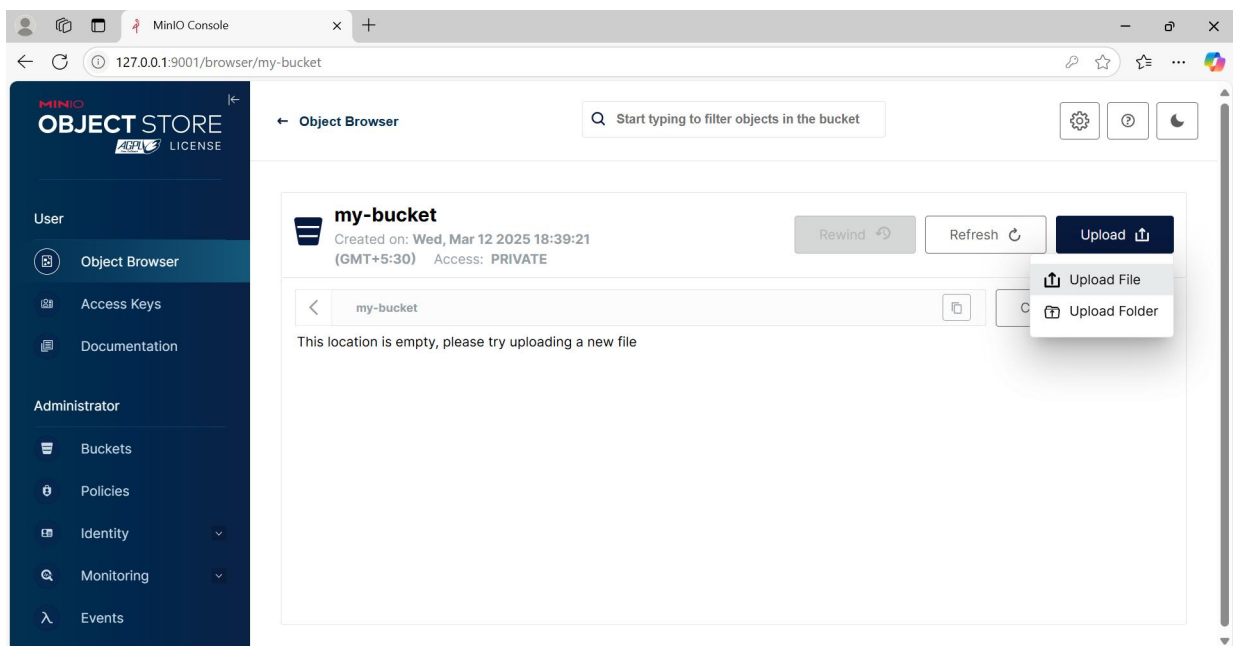 MinIO Console
127.0.0.1:9001/browser/my-bucket
MINIO
OBJECT STORE
AGPLV3 LICENSE
← Object Browser
Start typing to filter objects in the bucket
User
Object Browser
Access Keys
Documentation
Administrator
Buckets
Policies
Identity
Monitoring
Events
my-bucket
Created on: Wed, Mar 12 2025 18:39:21
(GMT+5:30) Access: PRIVATE
Rewind
Refresh
Upload
Upload File
Upload Folder
my-bucket
C
This location is empty, please try uploading a new file